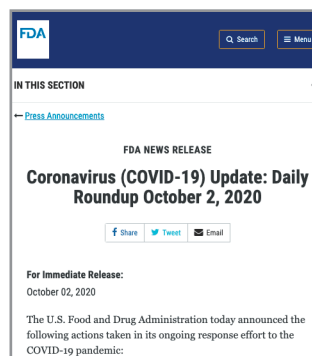 FDA
Search
Menu
IN THIS SECTION
← Press Announcements
FDA NEWS RELEASE
Coronavirus (COVID-19) Update: Daily
Roundup October 2, 2020
Share
Tweet
Email
For Immediate Release:
October 02, 2020
The U.S. Food and Drug Administration today announced the
following actions taken in its ongoing response effort to the
COVID-19 pandemic: